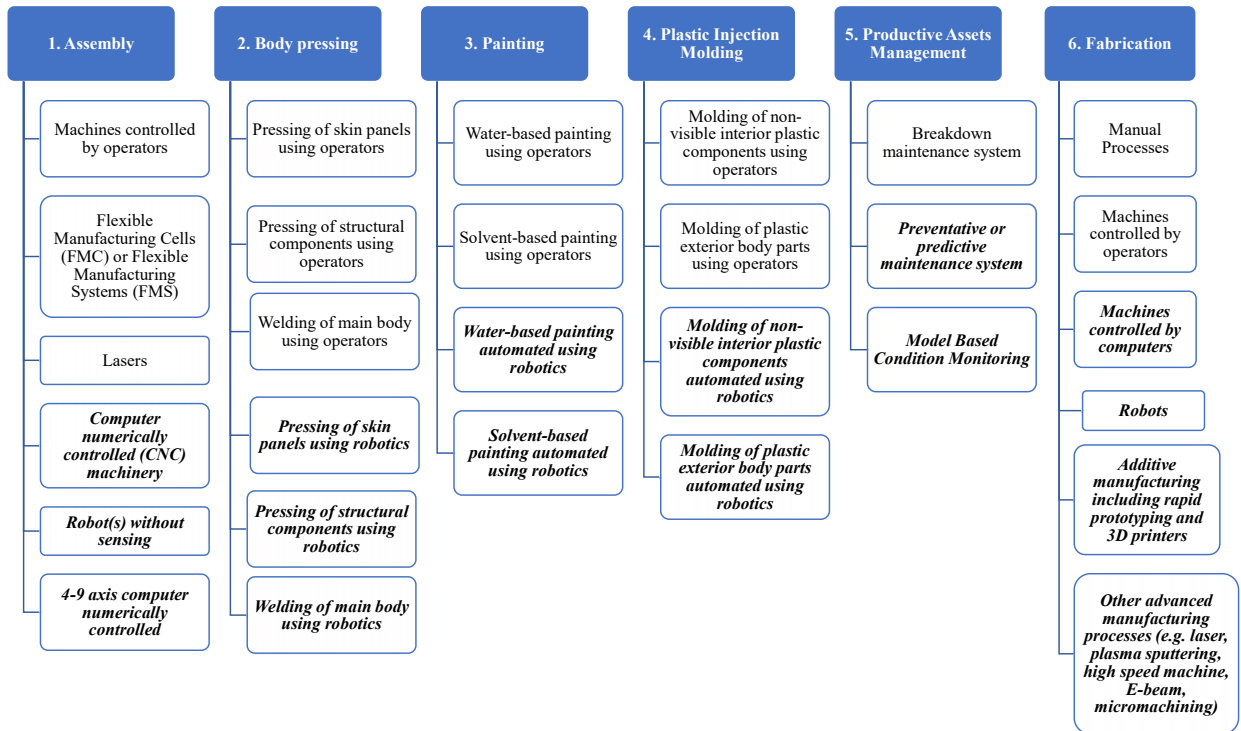 1. Assembly
Machines controlled
by operators
Flexible
Manufacturing Cells
(FMC) or Flexible
Manufacturing
Systems (FMS)
Lasers
Computer
numerically
controlled (CNC)
machinery
Robot(s) without
sensing
4-9 axis computer
numerically
controlled
2. Body pressing
Pressing of skin panels
using operators
Pressing of structural
components using
operators
Welding of main body
using operators
Pressing of skin
panels using robotics
Pressing of structural
components using
robotics
Welding of main body
using robotics
3. Painting
Water-based painting
using operators
Solvent-based painting
using operators
Water-based painting
automated using
robotics
Solvent-based
painting automated
using robotics
4. Plastic Injection
Molding
Molding of non-
visible interior plastic
components using
operators
Molding of plastic
exterior body parts
using operators
Molding of non-
visible interior plastic
components
automated using
robotics
Molding of plastic
exterior body parts
automated using
robotics
5. Productive Assets
Management
Breakdown
maintenance system
Preventative or
predictive
maintenance system
Model Based
Condition Monitoring
6. Fabrication
Manual
Processes
Machines
controlled by
operators
Machines
controlled by
computers
Robots
Additive
manufacturing
including rapid
prototyping and
3D printers
Other advanced
manufacturing
processes (e.g. laser,
plasma sputtering,
high speed machine,
E-beam,
micromachining)